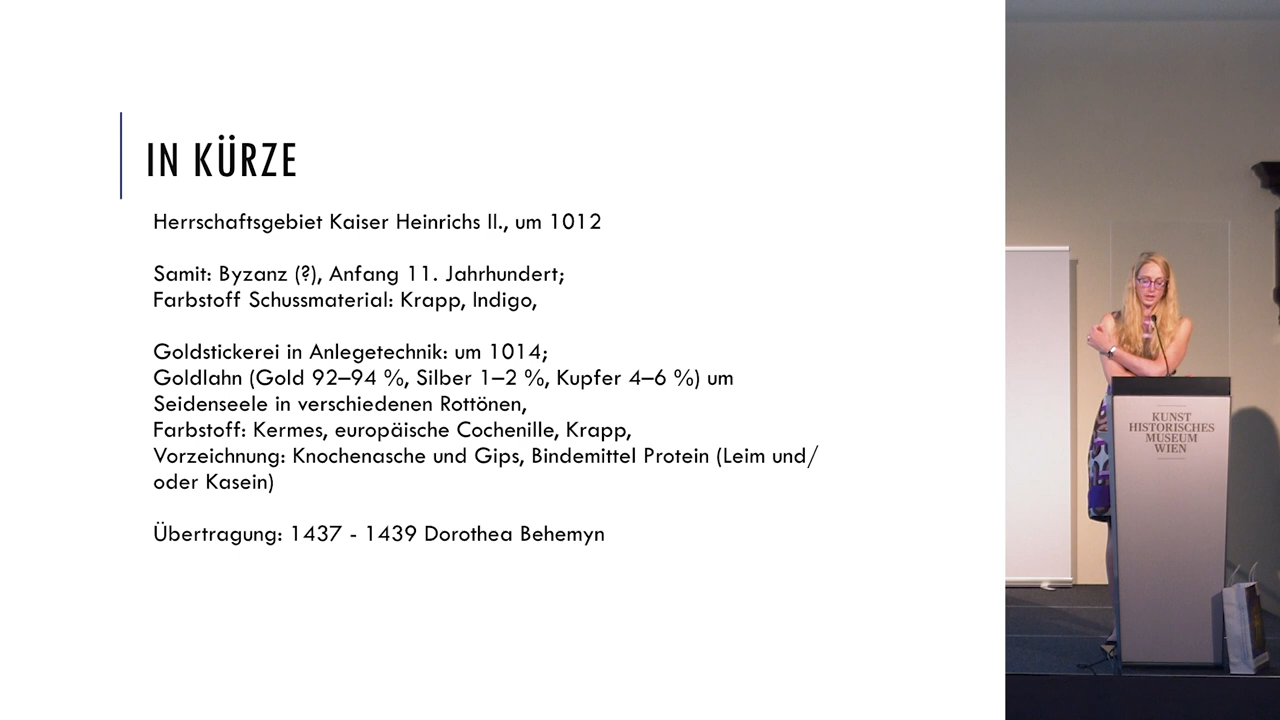 IN KÜRZE
Herrschaftsgebiet Kaiser Heinrichs II., um 1012
Samit: Byzanz (?), Anfang 11. Jahrhundert;
Farbstoff Schussmaterial: Krapp, Indigo,
Goldstickerei in Anlegetechnik: um 1014;
Goldlahn (Gold 92–94 %, Silber 1–2 %, Kupfer 4–6 %) um
Seidenseele in verschiedenen Rottönen,
Farbstoff: Kermes, europäische Cochenille, Krapp,
Vorzeichnung: Knochenasche und Gips, Bindemittel Protein (Leim und/
oder Kasein)
Übertragung: 1437 - 1439 Dorothea Behemyn
KUNST
HISTORISCHES
MUSEUM
WIEN